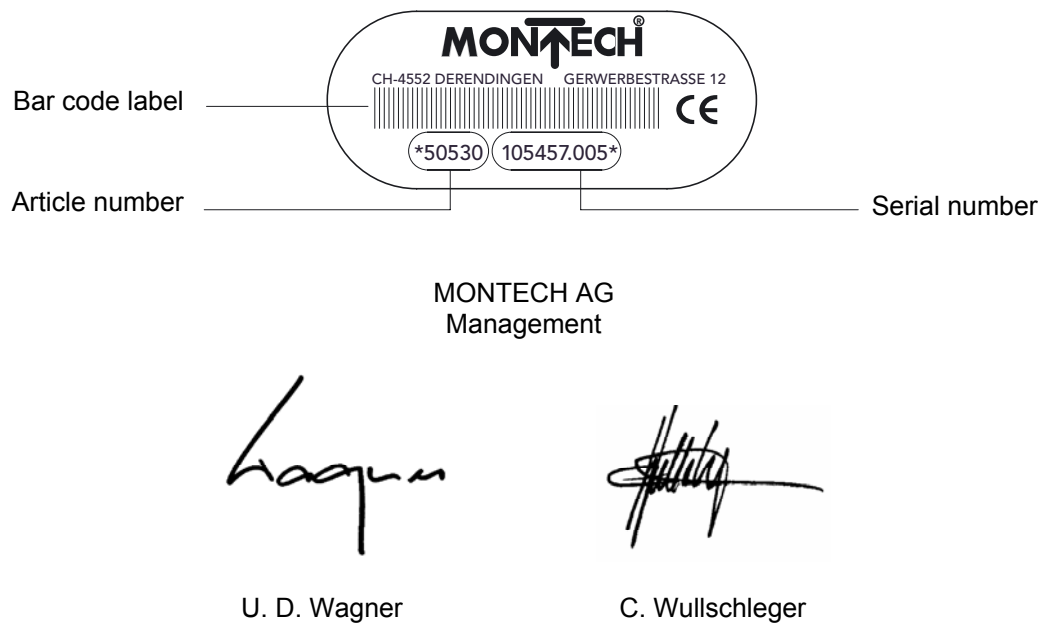 MONTECH®
CH-4552 DERENDINGEN GERWERBESTRASSE 12
Bar code label
CE
*50530 105457.005*
Article number
Serial number
MONTECH AG
Management
Wagner
U. D. Wagner
C. Wullschleger